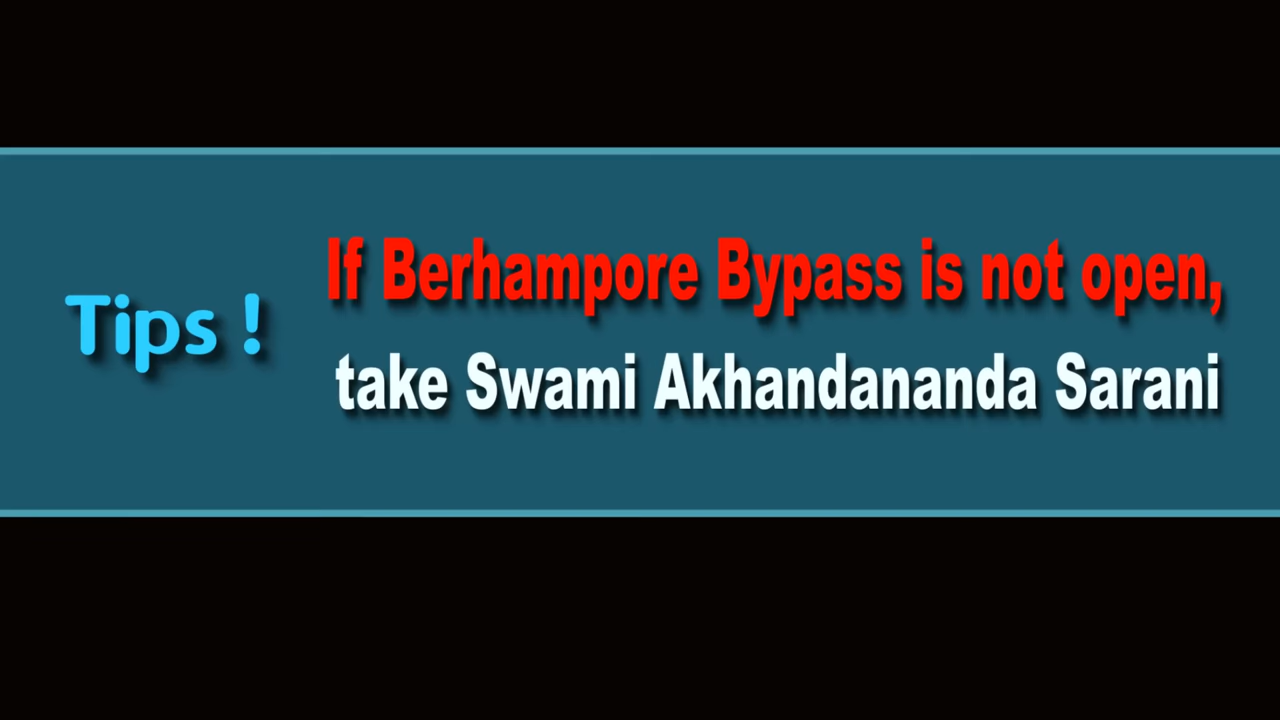 Tips !
If Berhampore Bypass is not open,
take Swami Akhandananda Sarani